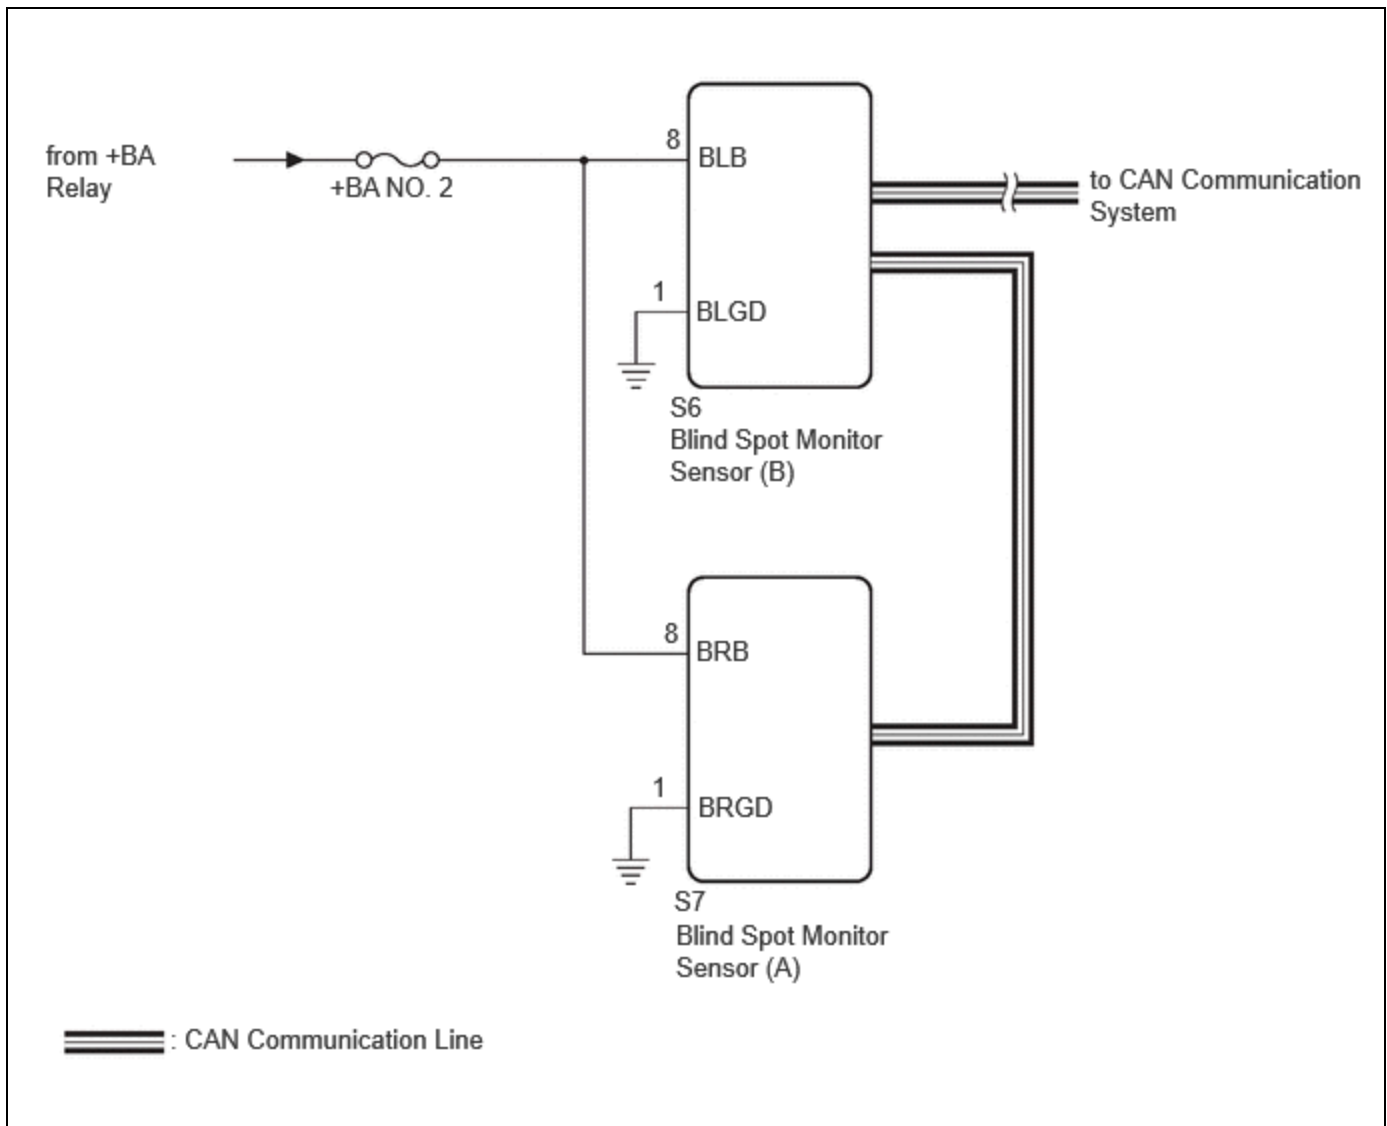 from +BA
Relay
+BA NO. 2
8
BLB
to CAN Communication
System
1
BLGD
S6
Blind Spot Monitor
Sensor (B)
8
BRB
1
BRGD
S7
Blind Spot Monitor
Sensor (A)
: CAN Communication Line